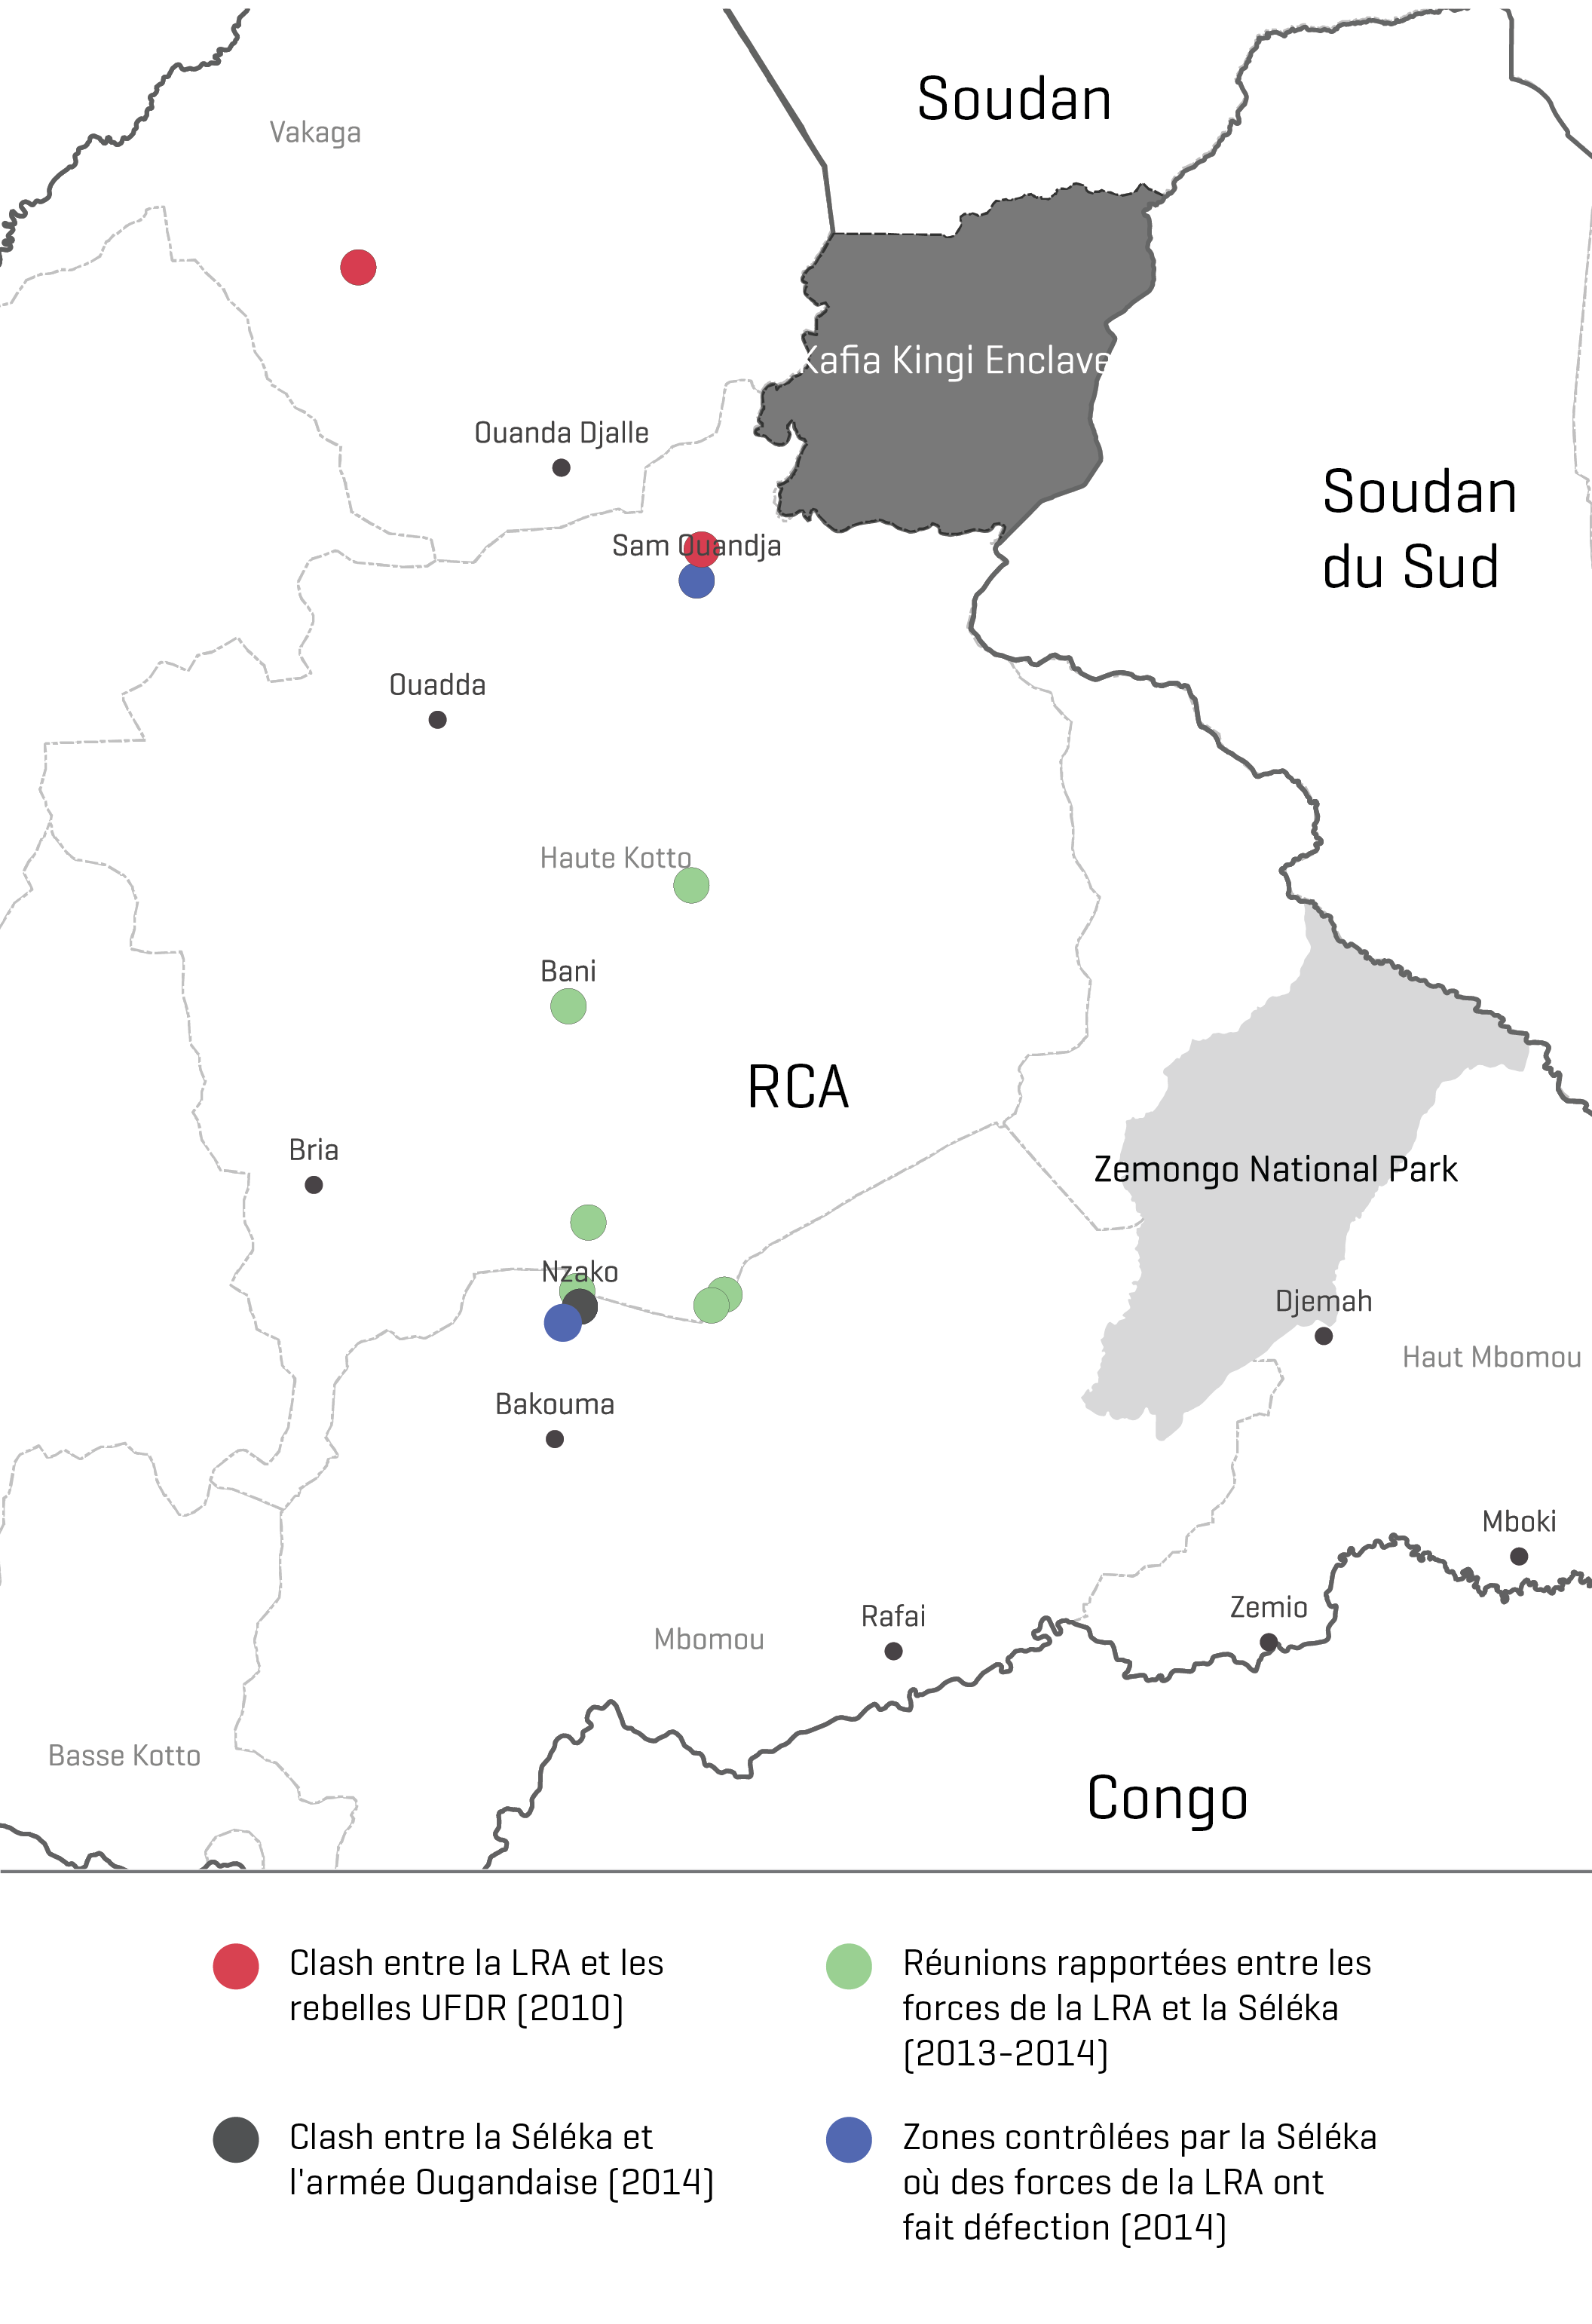 Soudan
Vakaga
Kafia Kingi Enclave
Ouanda Djalle
Soudan
du Sud
Sam Ouandja
Ouadda
Haute Kotto
Bani
RCA
Bria
Zemongo National Park
Nzako
Djemah
Haut Mbomou
Bakouma
Mboki
Zemio
Rafai
Mbomou
Basse Kotto
Congo
Clash entre la LRA et les
rebelles UFDR (2010)
Réunions rapportées entre les
forces de la LRA et la Séléka
(2013-2014)
Clash entre la Séléka et
l'armée Ougandaise (2014)
Zones contrôlées par la Séléka
où des forces de la LRA ont
fait défection (2014)